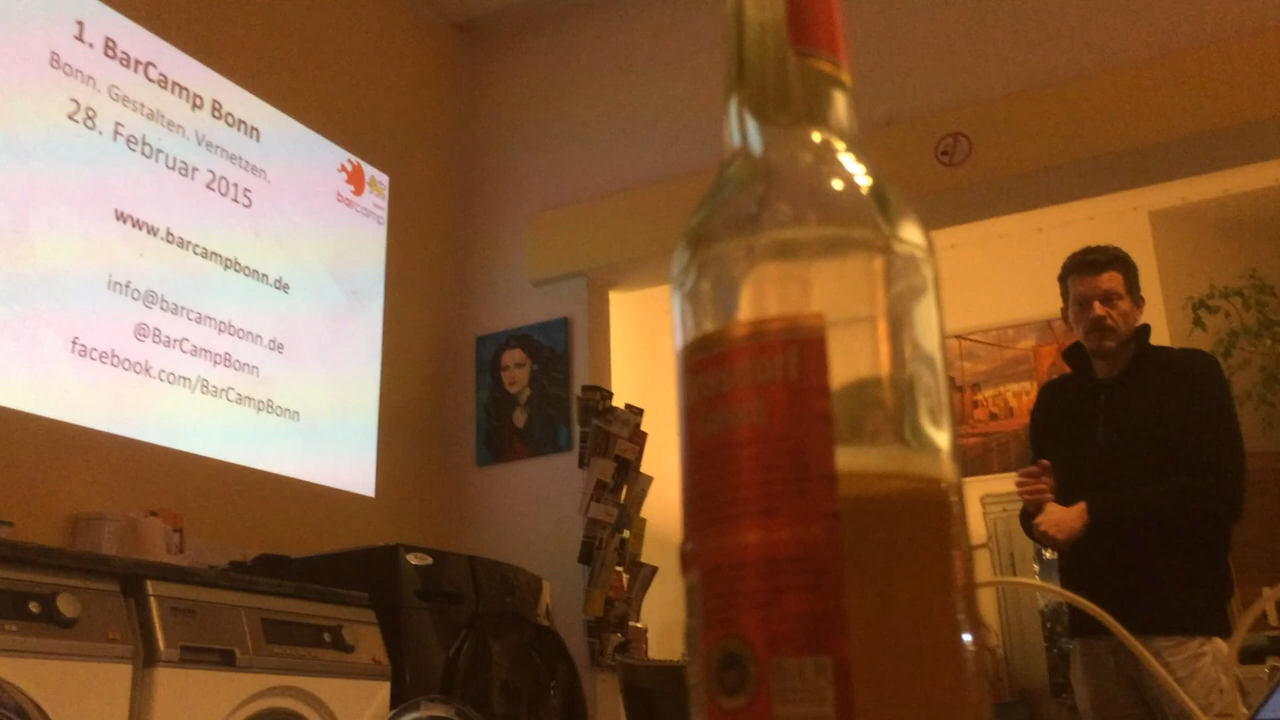 1. BarCamp Bonn
Bonn. Gestalten. Vernetzen.
28. Februar 2015
barcamp
www.barcampbonn.de
info@barcampbonn.de
@BarCampBonn
facebook.com/BarCampBonn